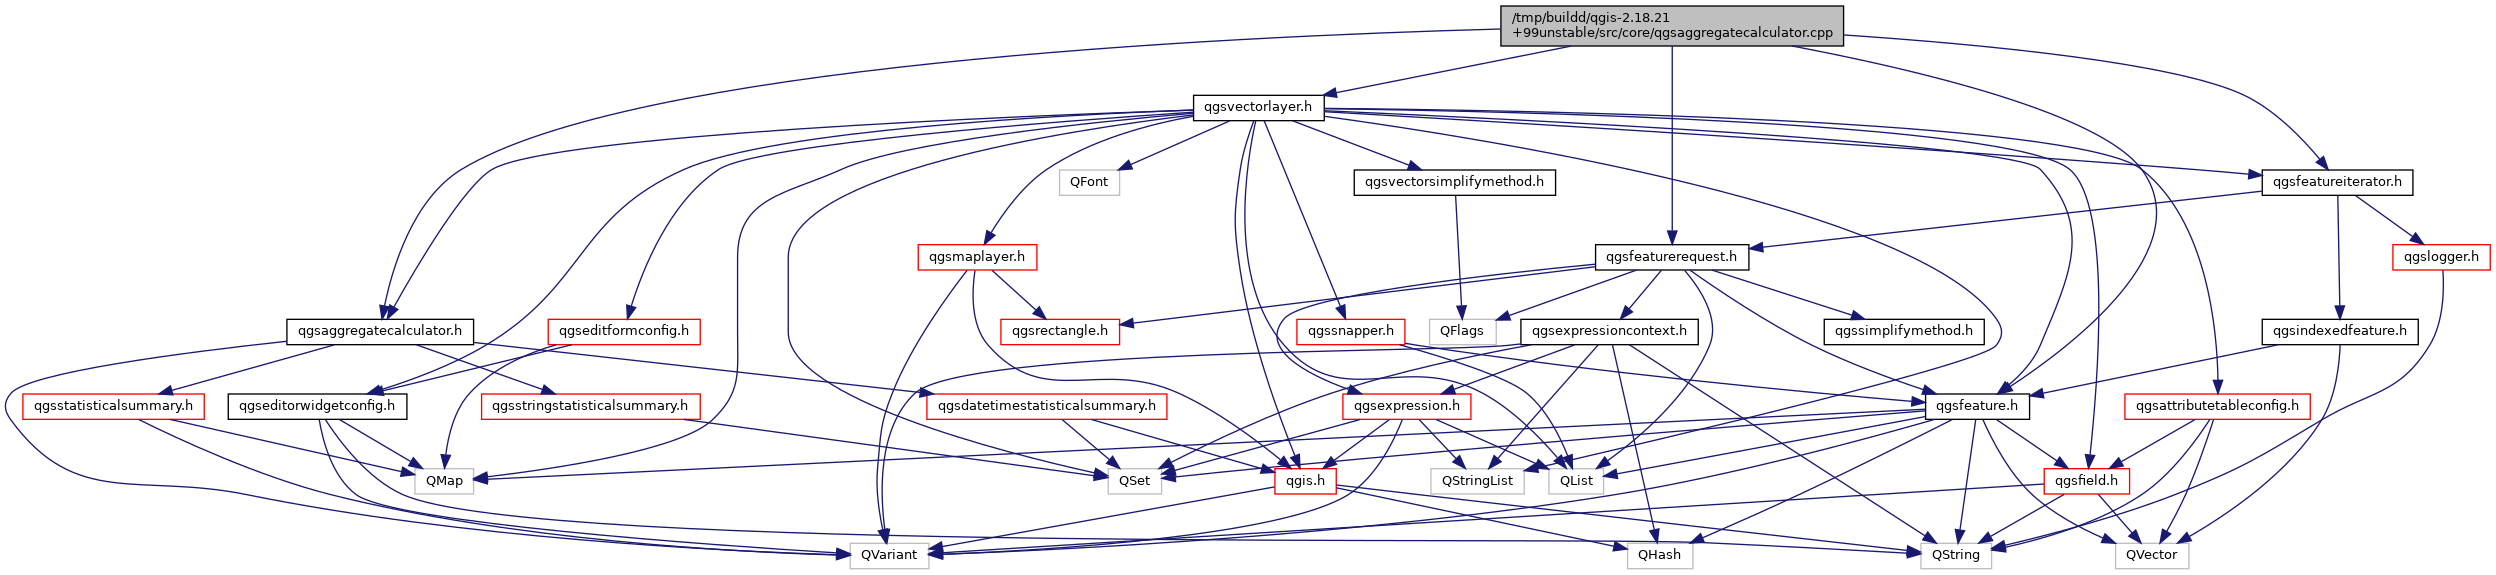 /tmp/buildd/qgis-2.18.21
+99unstable/src/core/qgsaggregatecalculator.cpp
qgsvectorlayer.h
QFont
qgsvectorsimplifymethod.h
qgsfeatureiterator.h
qgsmaplayer.h
qgsfeaturerequest.h
qgslogger.h
qgsaggregatecalculator.h
qgseditformconfig.h
qgsrectangle.h
qgssnapper.h
QFlags
qgsexpressioncontext.h
qgssimplifymethod.h
qgsindexedfeature.h
qgsstatisticalsummary.h
qgseditorwidgetconfig.h
qgsstringstatisticalsummary.h
qgsdatetimestatisticalsummary.h
qgsexpression.h
qgsfeature.h
qgsattributetableconfig.h
QMap
QSet
qgis.h
QStringList
QList
qgsfield.h
QVariant
QHash
QString
QVector